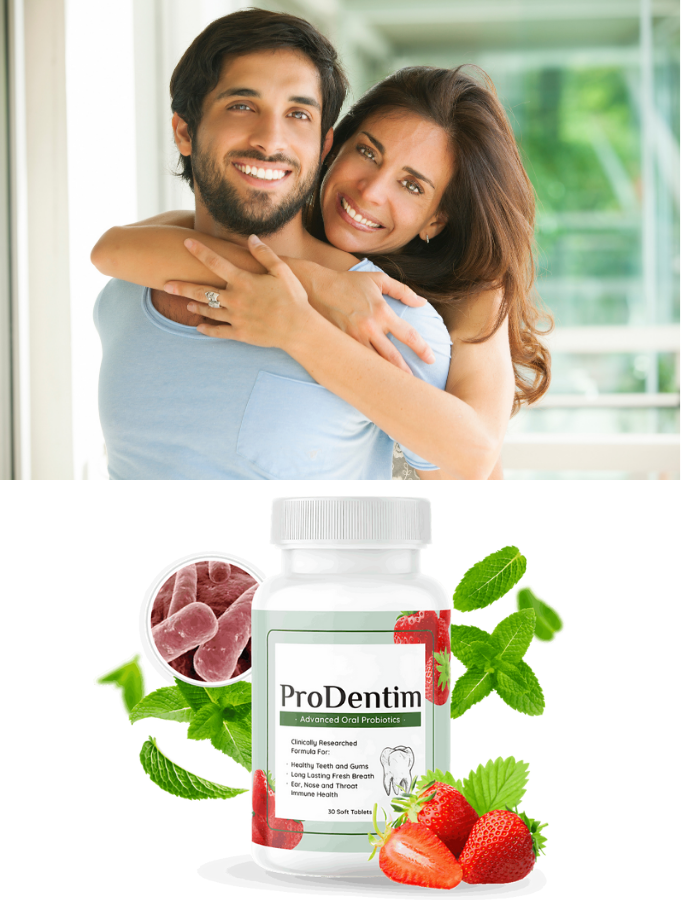 ProDentim
- Advanced Oral Probiotics -
Clinically Researched
Formula For:
· Healthy Teeth and Gums
· Long Lasting Fresh Breath
· Ear, Nose and Throat
Immune Health
30 Soft Tablets